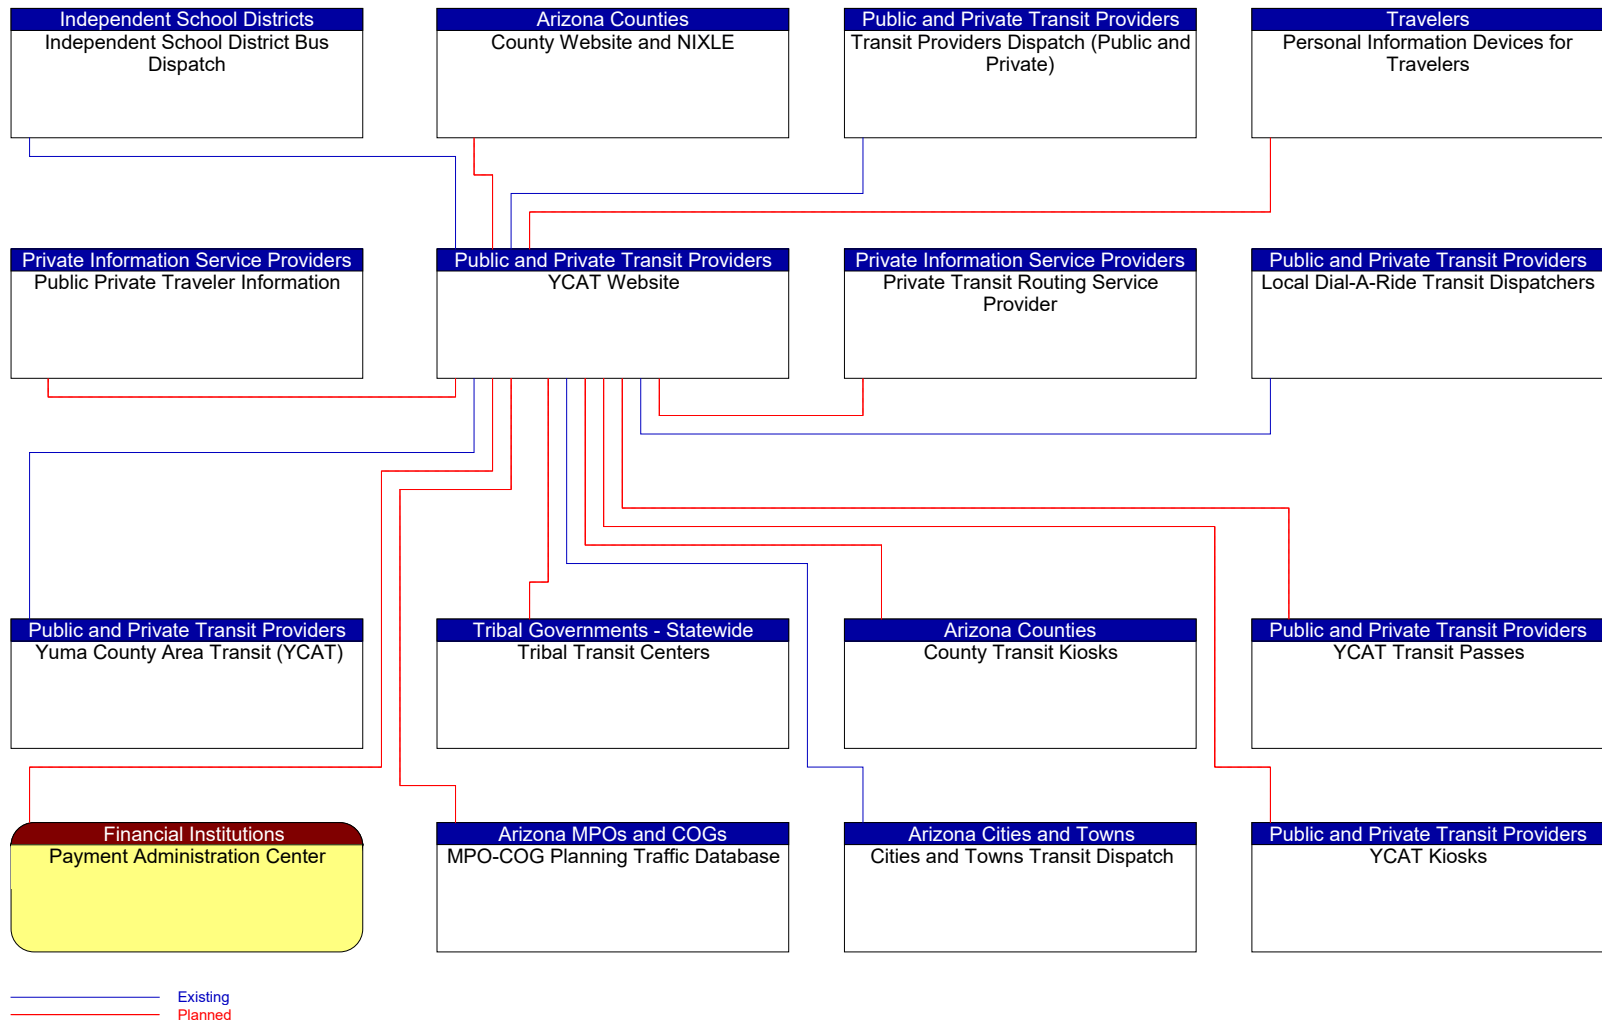 Independent School Districts
Independent School District Bus
Dispatch
Arizona Counties
County Website and NIXLE
Public and Private Transit Providers
Transit Providers Dispatch (Public and
Private)
Travelers
Personal Information Devices for
Travelers
Private Information Service Providers
Public Private Traveler Information
Public and Private Transit Providers
YCAT Website
Private Information Service Providers
Private Transit Routing Service
Provider
Public and Private Transit Providers
Local Dial-A-Ride Transit Dispatchers
Public and Private Transit Providers
Yuma County Area Transit (YCAT)
Tribal Governments - Statewide
Tribal Transit Centers
Arizona Counties
County Transit Kiosks
Public and Private Transit Providers
YCAT Transit Passes
Financial Institutions
Payment Administration Center
Arizona MPOs and COGs
MPO-COG Planning Traffic Database
Arizona Cities and Towns
Cities and Towns Transit Dispatch
Public and Private Transit Providers
YCAT Kiosks
Existing
Planned